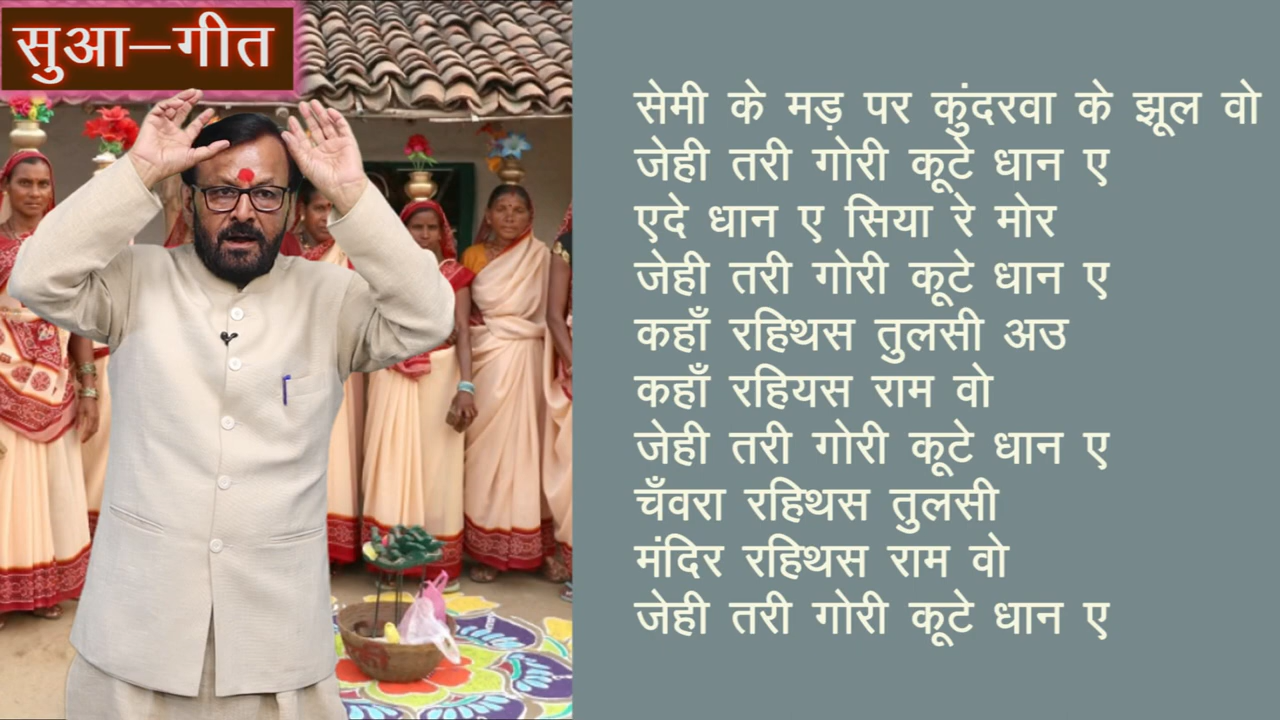 सुआ–गीत
सेमी के मड़ पर कुंदरवा के झूल वो
जेही तरी गोरी कूटे धान ए
एदे धान ए सिया रे मोर
जेही तरी गोरी कूटे धान ए
कहाँ रहिथस तुलसी अउ
कहाँ रहियस राम वो
जेही तरी गोरी कूटे धान ए
चँवरा रहिथस तुलसी
मंदिर रहिथस राम वो
जेही तरी गोरी कूटे धान ए